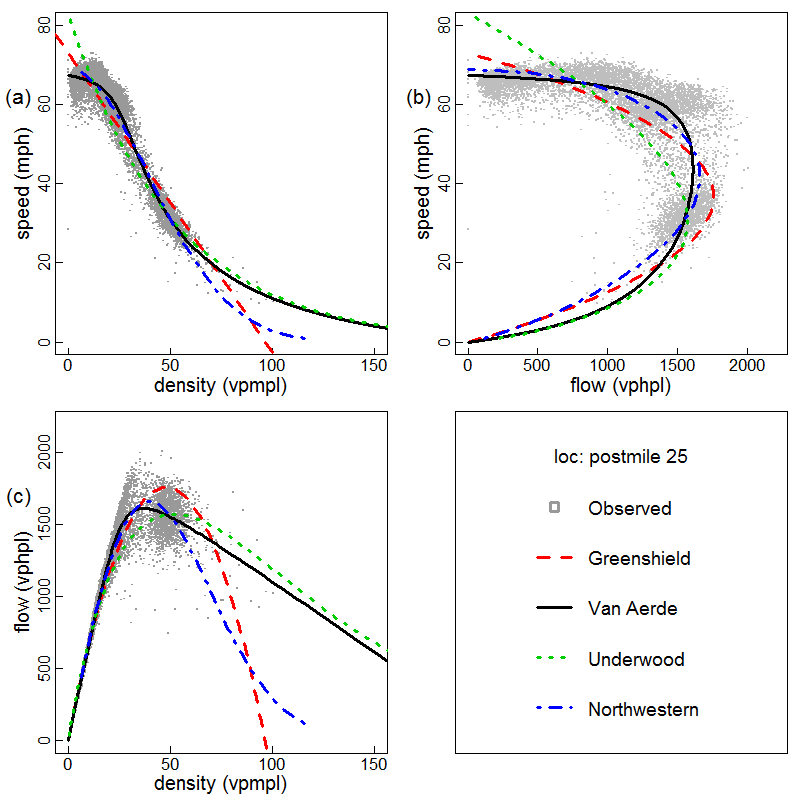 (a)
speed (mph)
0 20 40 60 80
0 50 100 150
density (vpmpl)
(b)
speed (mph)
0 20 40 60 80
0 500 1000 1500 2000
flow (vphpl)
(c)
flow (vphpl)
0 500 1000 1500 2000
0 50 100 150
density (vpmpl)
loc: postmile 25
Observed
Greenshield
Van Aerde
Underwood
Northwestern